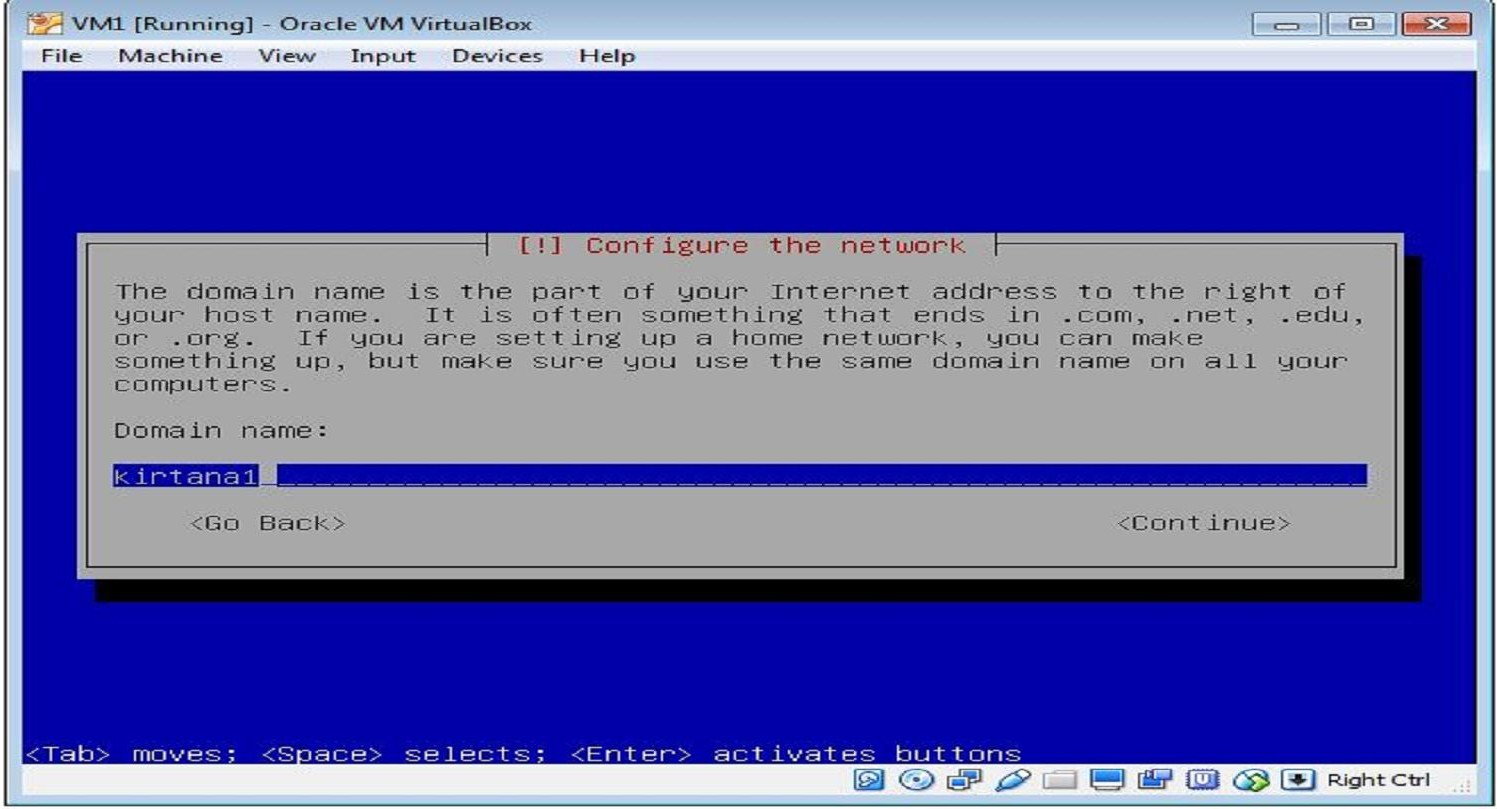 VM1 [Running] - Oracle VM VirtualBox
File Machine View Input Devices Help
[!] Configure the network
The domain name is the part of your Internet address to the right of
your host name. It is often something that ends in .com, .net, .edu,
or .org. If you are setting up a home network, you can make
something up, but make sure you use the same domain name on all your
computers.
Domain name:
kirtana1
<Go Back> <Continue>
<Tab> moves; <Space> selects; <Enter> activates buttons
Right Ctrl